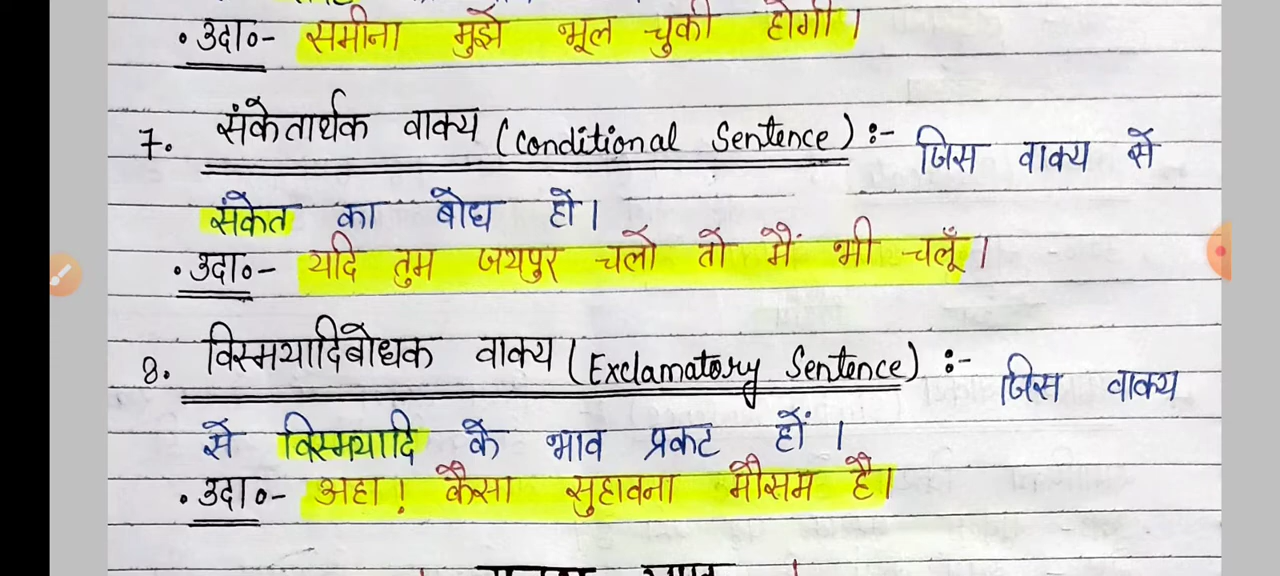 • उदा०- समीना मुझे भूल चुकी होगी।
7. संकेतार्थक वाक्य (Conditional Sentence) :- जिस वाक्य से
संकेत का बोध हो।
• उदा०- यदि तुम जयपुर चलो तो मैं भी चलूँ।
8. विस्मयादिबोधक वाक्य (Exclamatory Sentence) :- जिस वाक्य
से विस्मयादि के भाव प्रकट हों ।
• उदा०- अहा! कैसा सुहावना मौसम है।